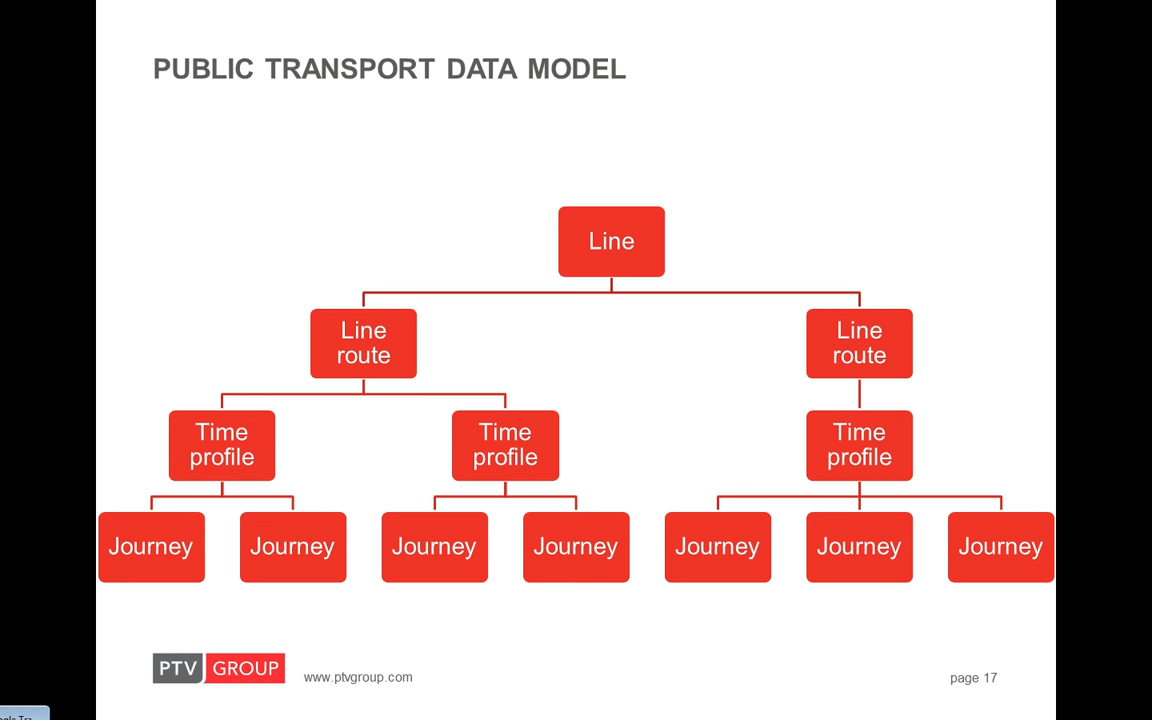 PUBLIC TRANSPORT DATA MODEL
Line
Line
route
Line
route
Time
profile
Time
profile
Time
profile
Journey
Journey
Journey
Journey
Journey
Journey
Journey
PTV GROUP
www.ptvgroup.com
page 17